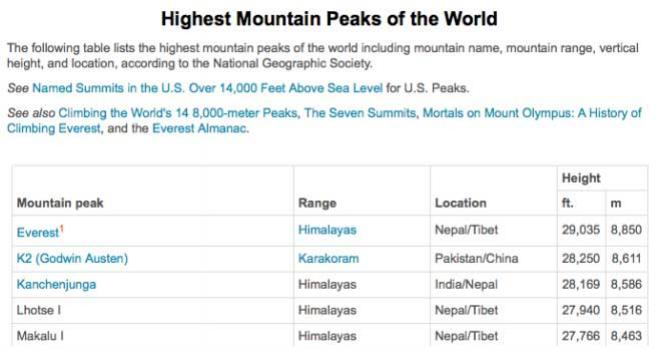 Highest Mountain Peaks of the World
The following table lists the highest mountain peaks of the world including mountain name, mountain range, vertical
height, and location, according to the National Geographic Society.
See Named Summits in the U.S. Over 14,000 Feet Above Sea Level for U.S. Peaks.
See also Climbing the World's 14 8,000-meter Peaks, The Seven Summits, Mortals on Mount Olympus: A History of
Climbing Everest, and the Everest Almanac.
Height
Mountain peak Range Location ft. m
Everest1 Himalayas Nepal/Tibet 29,035 8,850
K2 (Godwin Austen) Karakoram Pakistan/China 28,250 8,611
Kanchenjunga Himalayas India/Nepal 28,169 8,586
Lhotse I Himalayas Nepal/Tibet 27,940 8,516
Makalu I Himalayas Nepal/Tibet 27,766 8,463